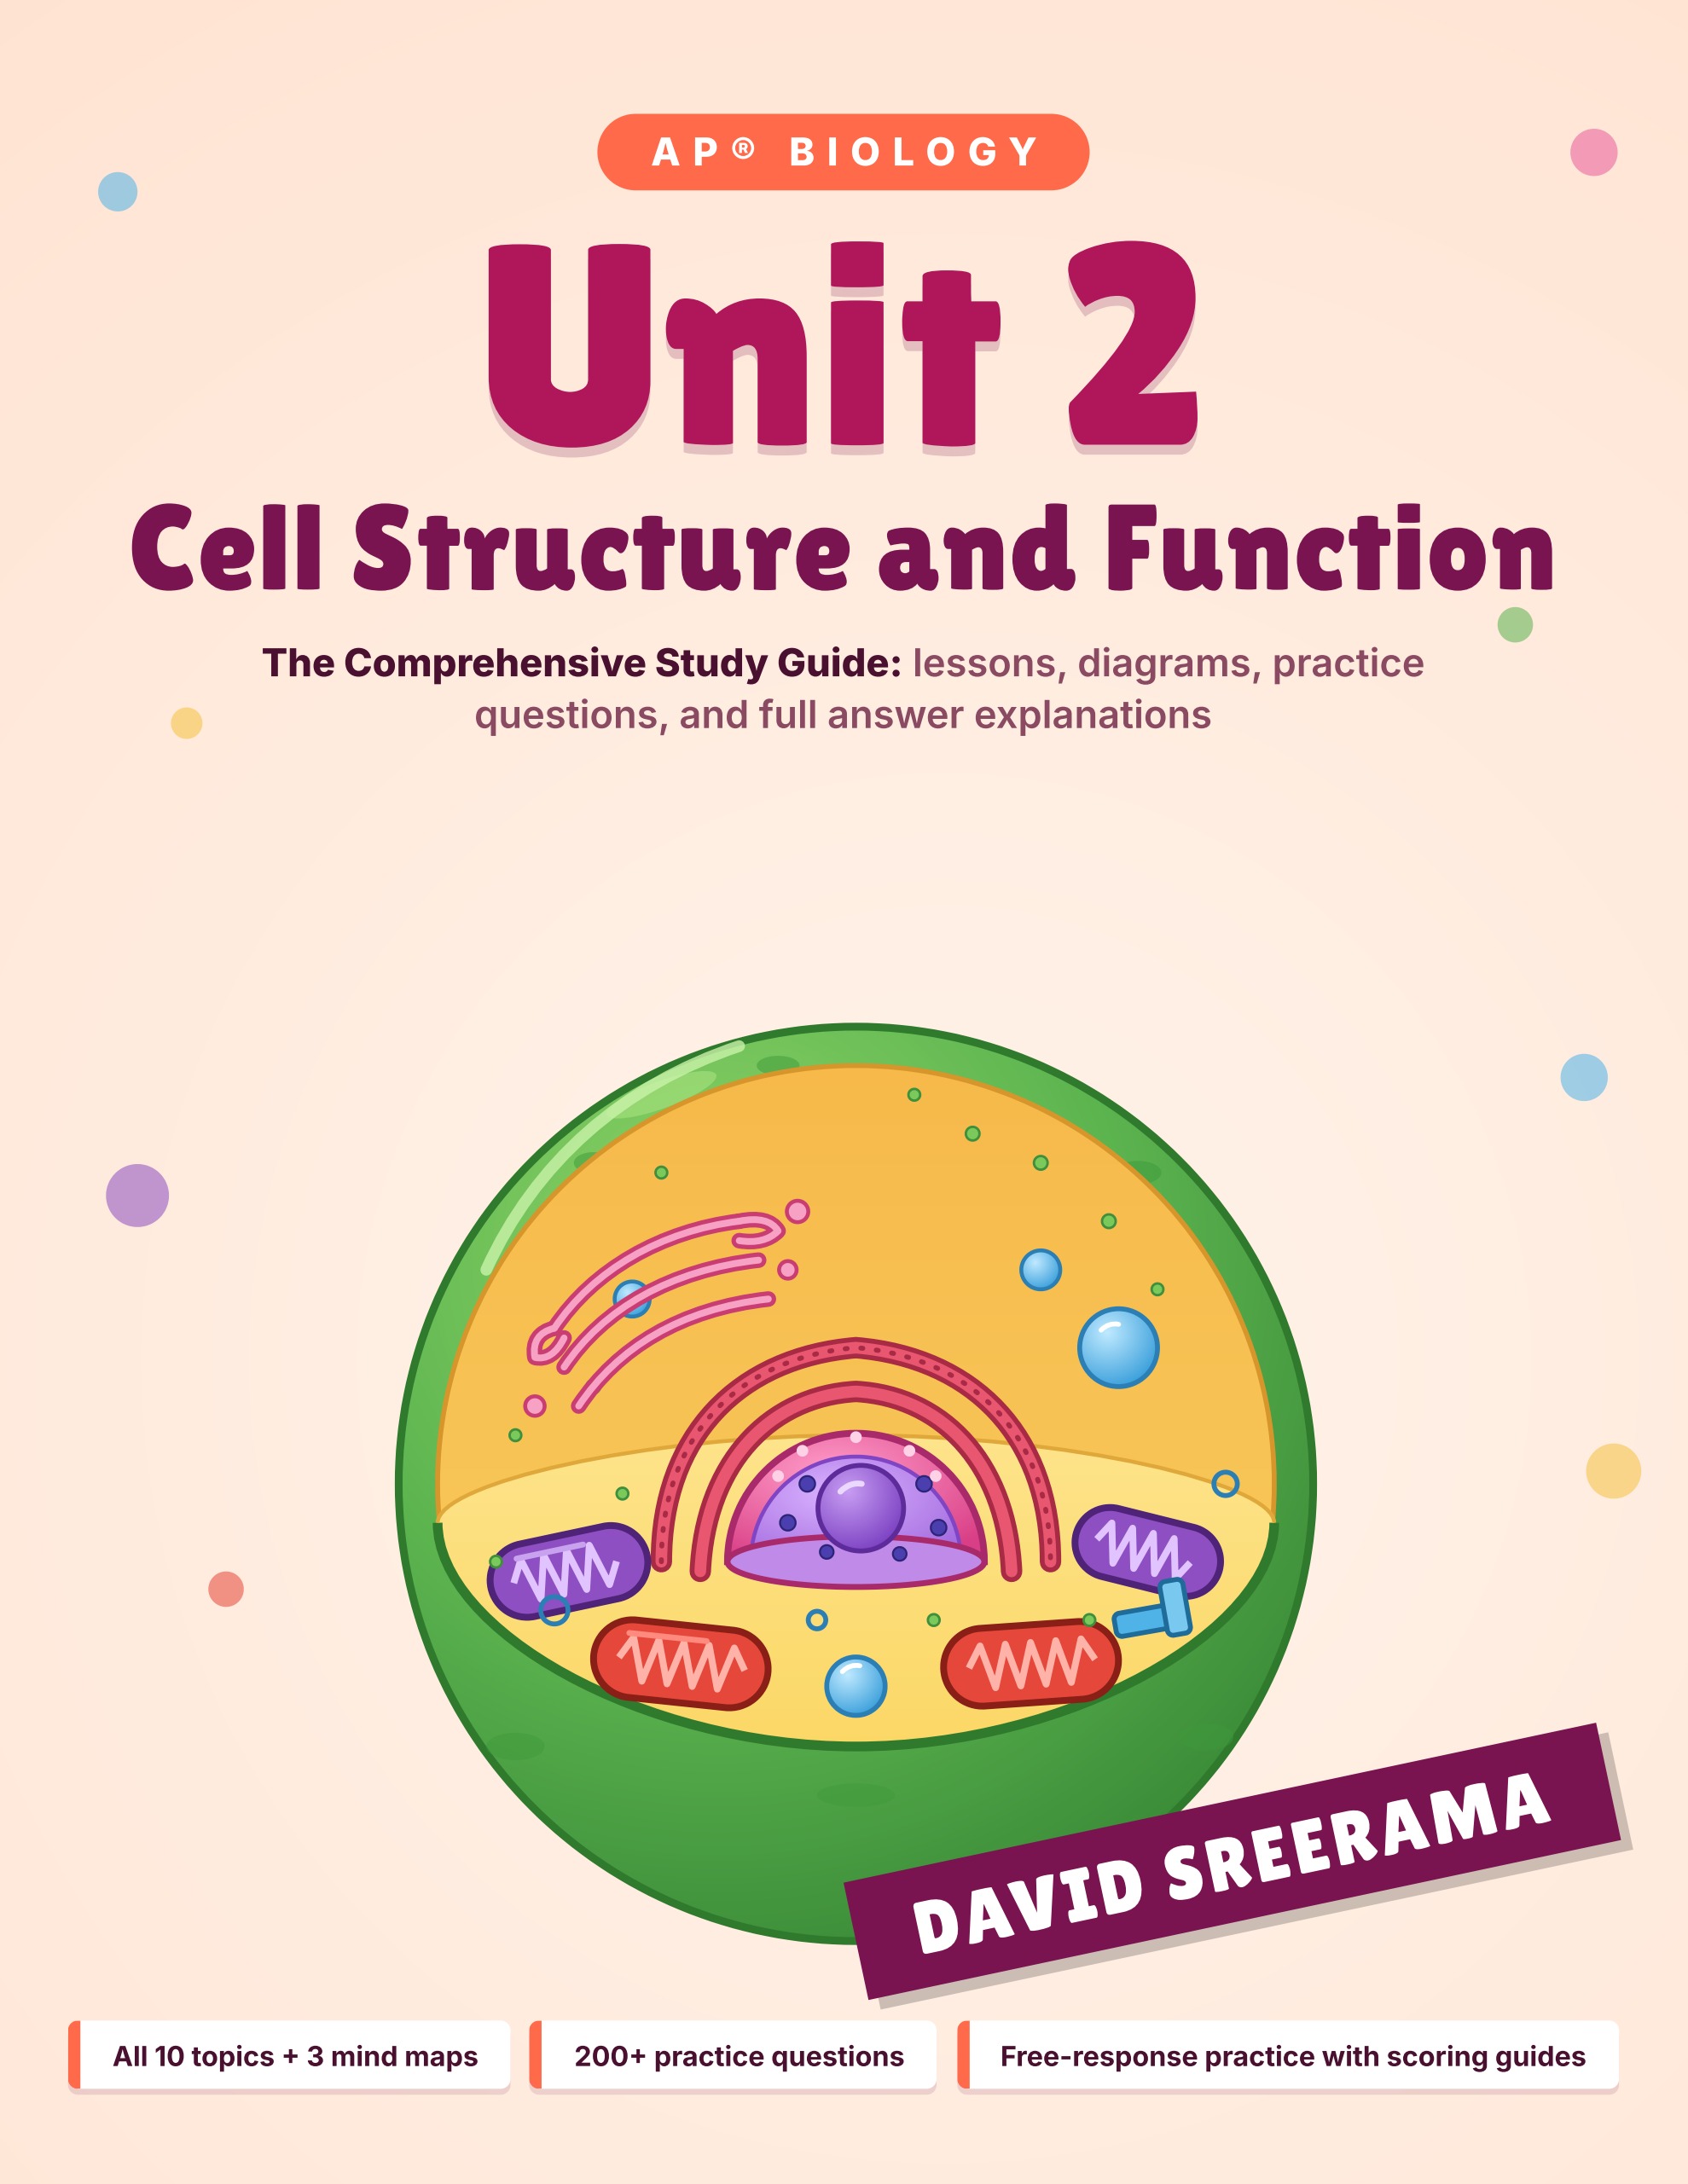 AP® BIOLOGY
Unit 2
Cell Structure and Function
The Comprehensive Study Guide: lessons, diagrams, practice
questions, and full answer explanations
DAVID SREERAMA
All 10 topics + 3 mind maps
200+ practice questions
Free-response practice with scoring guides